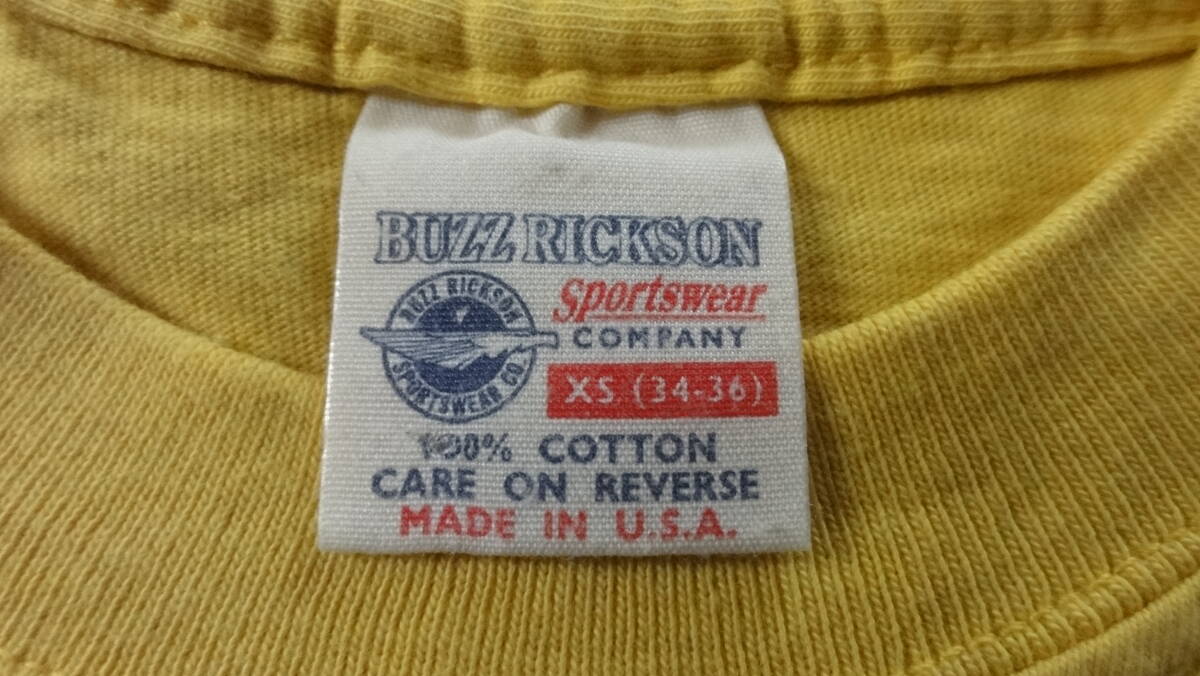 BUZZ RICKSON
BUZZ RICKSON
SPORTSWEAR CO.
Sportswear
COMPANY
XS (34-36)
100% COTTON
CARE ON REVERSE
MADE IN U.S.A.